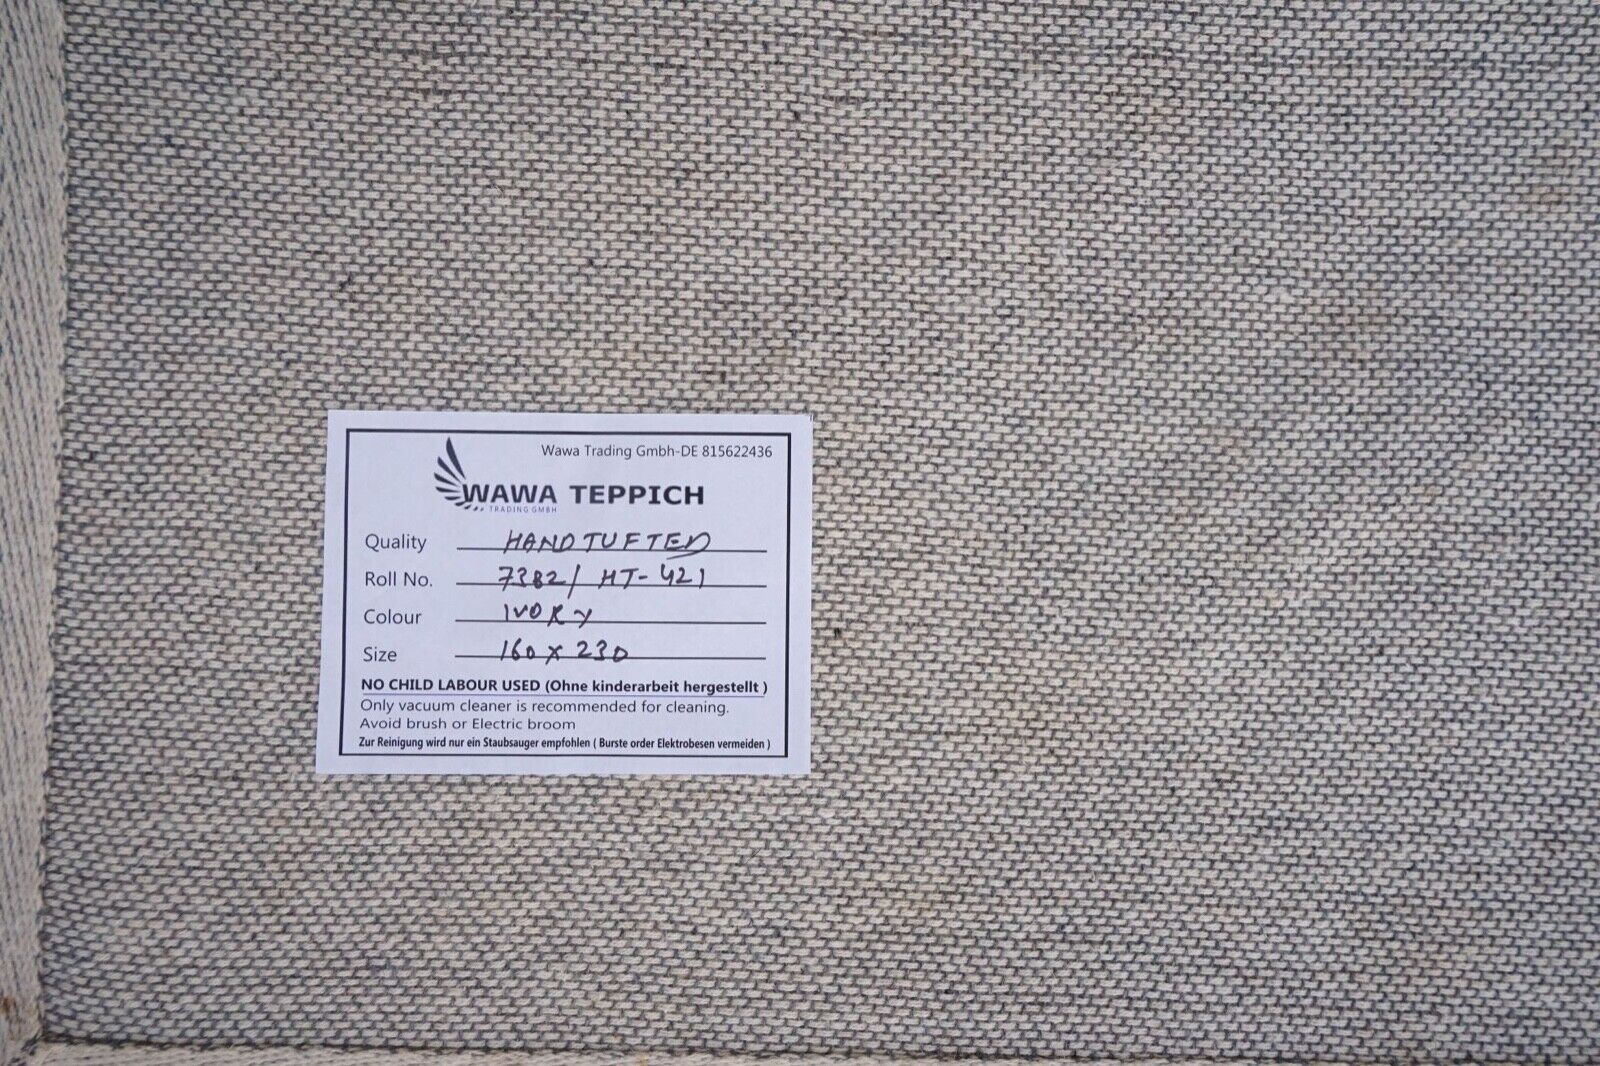 Wawa Trading Gmbh-DE 815622436
WAWA TEPPICH
TRADING GMBH
Quality HANDTUFTED
Roll No. 7382/ HT-421
Colour IVORY
Size 160 x 230
NO CHILD LABOUR USED (Ohne kinderarbeit hergestellt )
Only vacuum cleaner is recommended for cleaning.
Avoid brush or Electric broom
Zur Reinigung wird nur ein Staubsauger empfohlen ( Burste order Elektrobesen vermeiden )